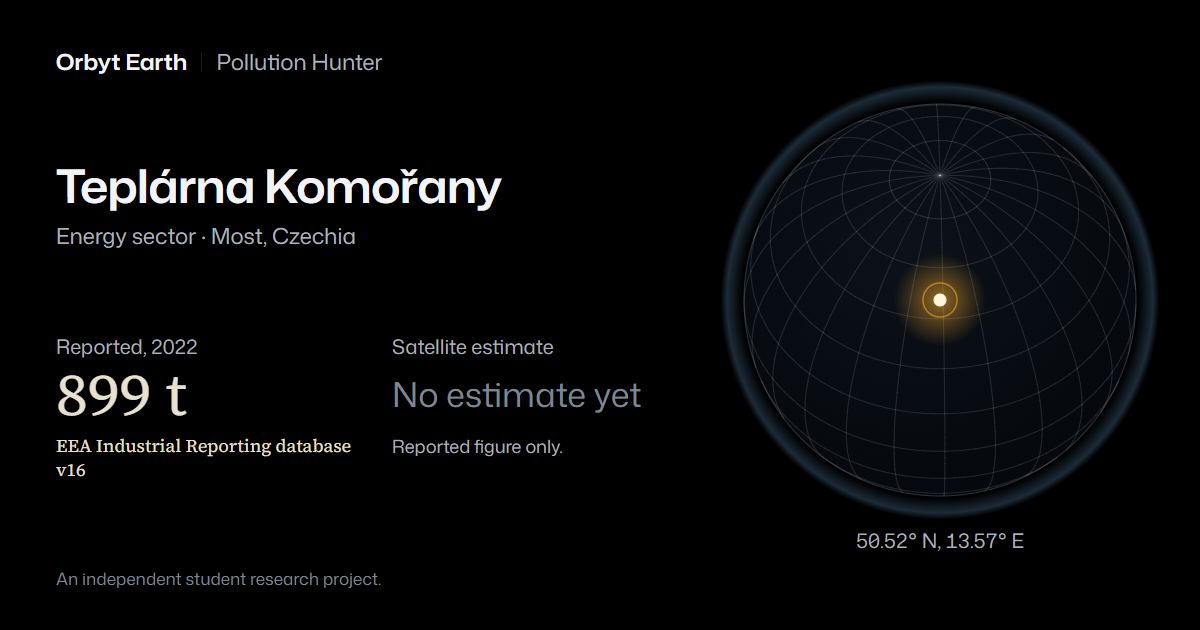 Orbyt Earth | Pollution Hunter
Teplárna Komořany
Energy sector · Most, Czechia
Reported, 2022
899 t
EEA Industrial Reporting database
v16
Satellite estimate
No estimate yet
Reported figure only.
50.52° N, 13.57° E
An independent student research project.